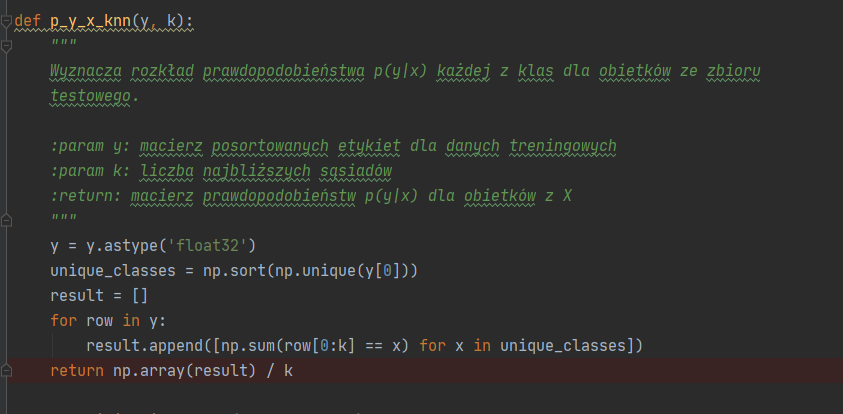 def p_y_x_knn(y, k):
"""
Wyznacza rozkład prawdopodobieństwa p(y|x) każdej z klas dla obiektów ze zbioru
testowego.
:param y: macierz posortowanych etykiet dla danych treningowych
:param k: liczba najbliższych sąsiadów
:return: macierz prawdopodobieństw p(y|x) dla obiektów z X
"""
y = y.astype('float32')
unique_classes = np.sort(np.unique(y[0]))
result = []
for row in y:
result.append([np.sum(row[0:k] == x) for x in unique_classes])
return np.array(result) / k